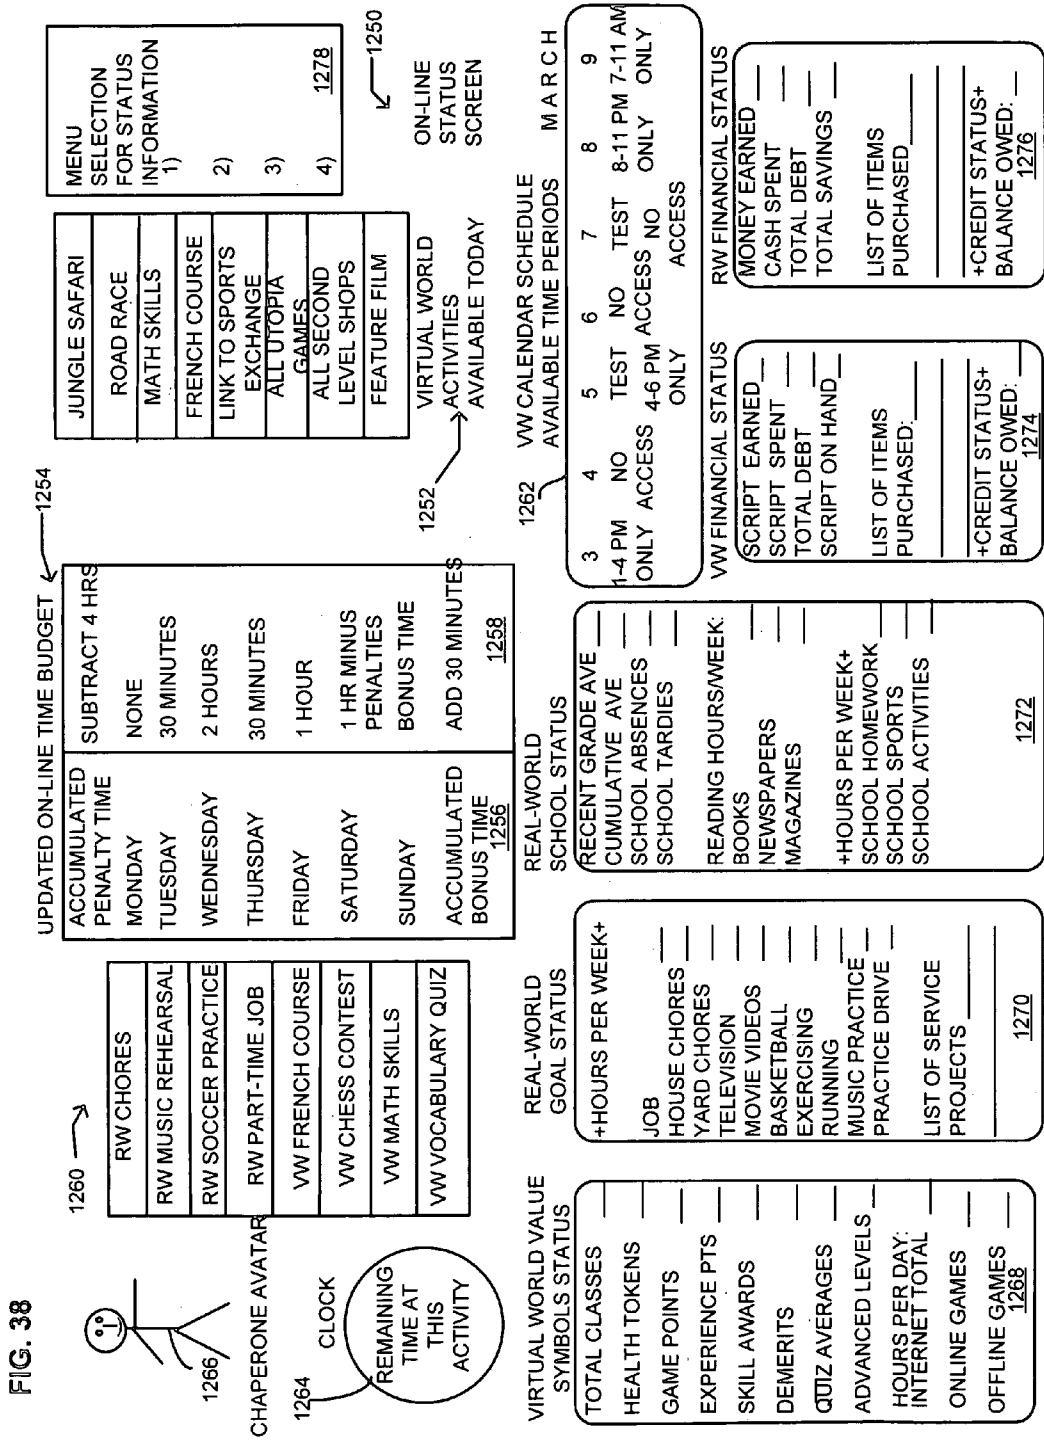 FIG. 38
1266
CHAPERONE AVATAR
1264
CLOCK
REMAINING
TIME AT
THIS
ACTIVITY
1260
RW CHORES
RW MUSIC REHEARSAL
RW SOCCER PRACTICE
RW PART-TIME JOB
VW FRENCH COURSE
VW CHESS CONTEST
VW MATH SKILLS
VW VOCABULARY QUIZ
UPDATED ON-LINE TIME BUDGET
1254
ACCUMULATED
PENALTY TIME
SUBTRACT 4 HRS
MONDAY
NONE
TUESDAY
30 MINUTES
WEDNESDAY
2 HOURS
THURSDAY
30 MINUTES
FRIDAY
1 HOUR
SATURDAY
1 HR MINUS
PENALTIES
SUNDAY
BONUS TIME
ACCUMULATED
BONUS TIME
ADD 30 MINUTES
1256
1258
JUNGLE SAFARI
ROAD RACE
MATH SKILLS
FRENCH COURSE
LINK TO SPORTS
EXCHANGE
ALL UTOPIA
GAMES
ALL SECOND
LEVEL SHOPS
FEATURE FILM
VIRTUAL WORLD
ACTIVITIES
AVAILABLE TODAY
1252
MENU
SELECTION
FOR STATUS
INFORMATION
1)
2)
3)
4)
1278
1250
ON-LINE
STATUS
SCREEN
1262
VW CALENDAR SCHEDULE
AVAILABLE TIME PERIODS
MARCH
3 4 5 6 7 8 9
1-4 PM NO TEST NO TEST 8-11 PM 7-11 AM
ONLY ACCESS 4-6 PM ACCESS NO ONLY ONLY
ONLY ACCESS
VIRTUAL WORLD VALUE
SYMBOLS STATUS
TOTAL CLASSES
HEALTH TOKENS
GAME POINTS
EXPERIENCE PTS
SKILL AWARDS
DEMERITS
QUIZ AVERAGES
ADVANCED LEVELS
HOURS PER DAY:
INTERNET TOTAL
ONLINE GAMES
OFFLINE GAMES
1268
REAL-WORLD
GOAL STATUS
+HOURS PER WEEK+
JOB
HOUSE CHORES
YARD CHORES
TELEVISION
MOVIE VIDEOS
BASKETBALL
EXERCISING
RUNNING
MUSIC PRACTICE
PRACTICE DRIVE
LIST OF SERVICE
PROJECTS
1270
REAL-WORLD
SCHOOL STATUS
RECENT GRADE AVE
CUMULATIVE AVE
SCHOOL ABSENCES
SCHOOL TARDIES
READING HOURS/WEEK:
BOOKS
NEWSPAPERS
MAGAZINES
+HOURS PER WEEK+
SCHOOL HOMEWORK
SCHOOL SPORTS
SCHOOL ACTIVITIES
1272
VW FINANCIAL STATUS
SCRIPT EARNED
SCRIPT SPENT
TOTAL DEBT
SCRIPT ON HAND
LIST OF ITEMS
PURCHASED:
+CREDIT STATUS+
BALANCE OWED:
1274
RW FINANCIAL STATUS
MONEY EARNED
CASH SPENT
TOTAL DEBT
TOTAL SAVINGS
LIST OF ITEMS
PURCHASED
+CREDIT STATUS+
BALANCE OWED:
1276